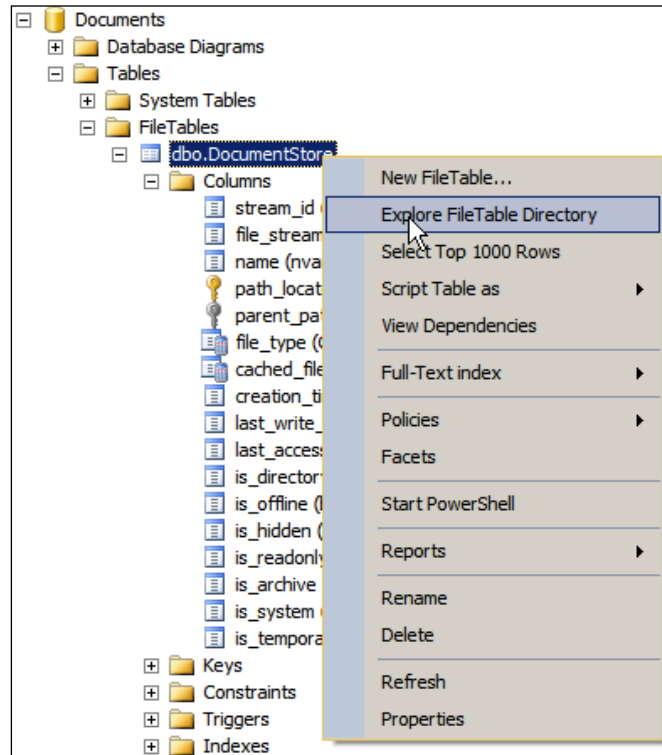 Documents
Database Diagrams
Tables
System Tables
FileTables
dbo.DocumentStore
Columns
stream_id
file_stream
name (nva
path_locat
parent_pa
file_type (
cached_file
creation_ti
last_write_
last_access
is_director
is_offline (
is_hidden (
is_readonly
is_archive
is_system
is_tempora
Keys
Constraints
Triggers
Indexes
New FileTable...
Explore FileTable Directory
Select Top 1000 Rows
Script Table as
View Dependencies
Full-Text index
Policies
Facets
Start PowerShell
Reports
Rename
Delete
Refresh
Properties